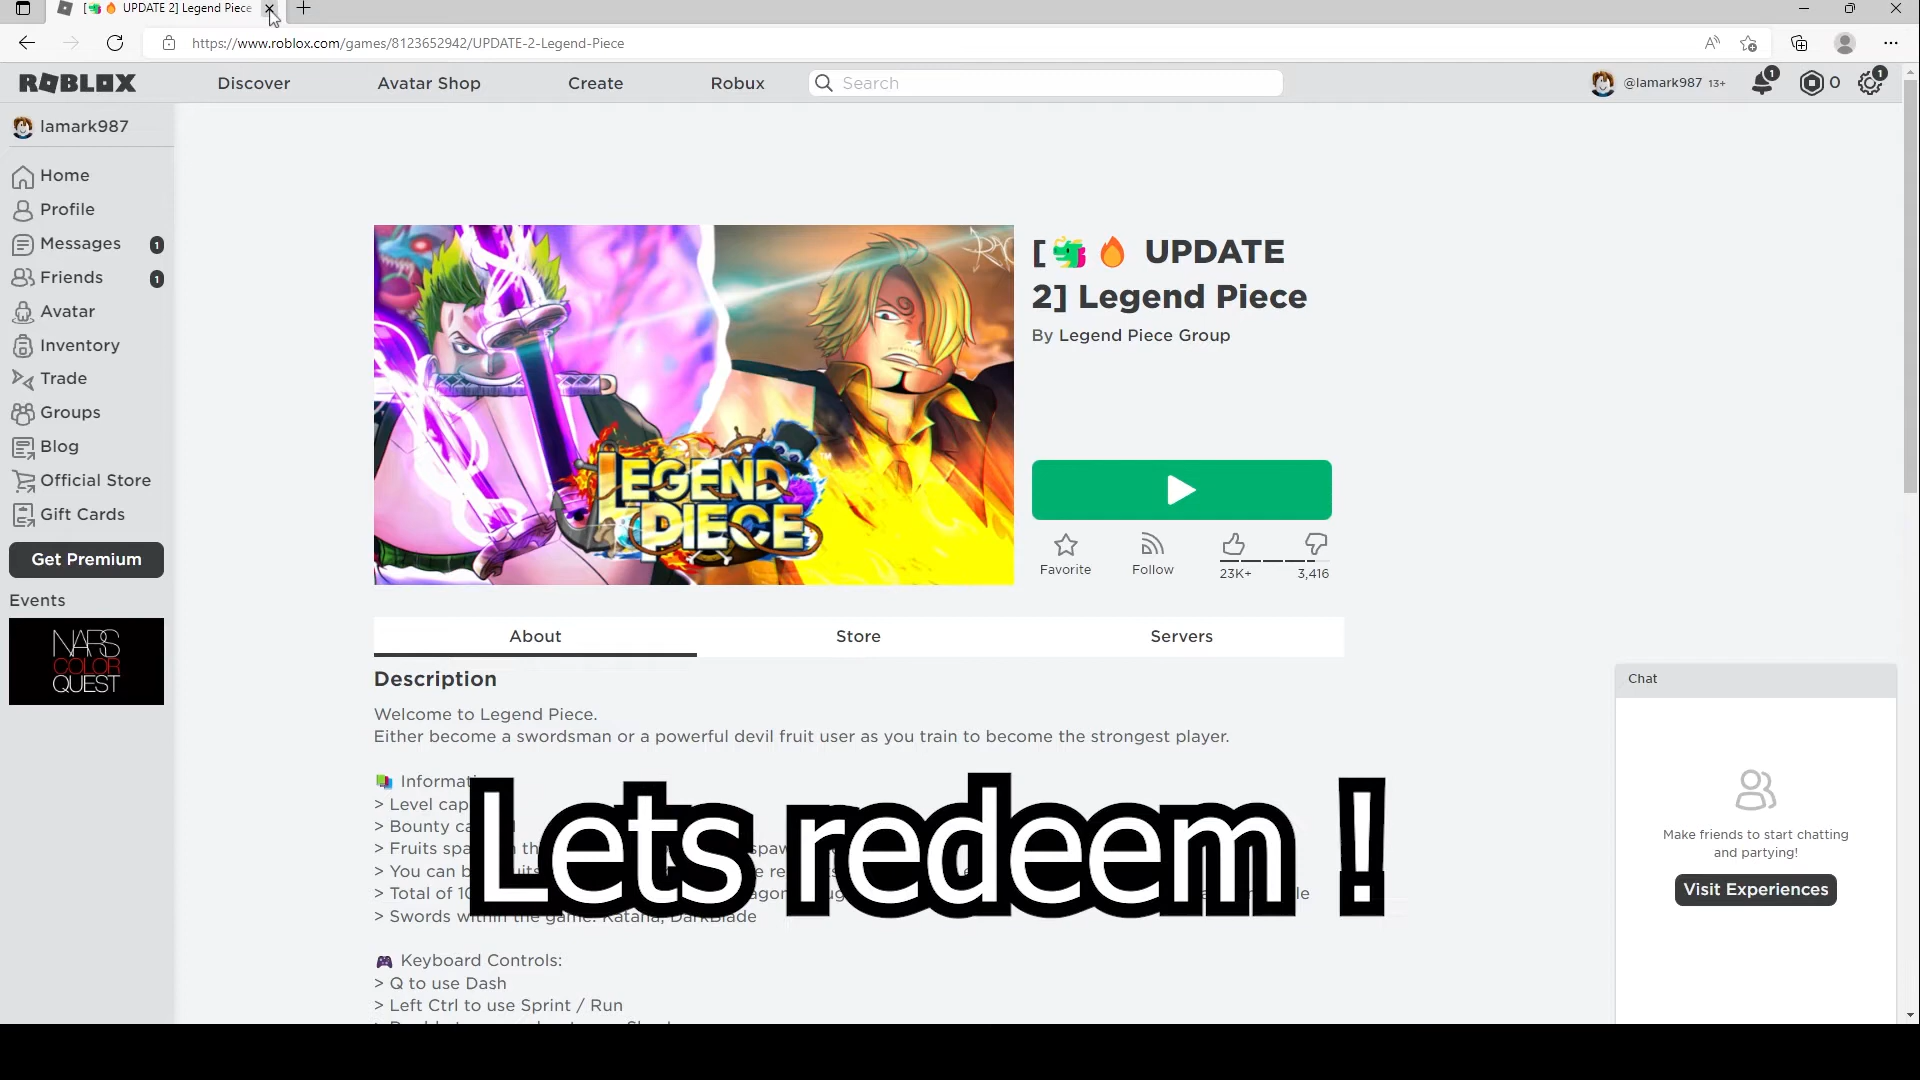 [ UPDATE 2] Legend Piece
https://www.roblox.com/games/8123652942/UPDATE-2-Legend-Piece
ROBLOX
Discover
Avatar Shop
Create
Robux
Search
@lamark987 13+
1
0
1
lamark987
Home
Profile
Messages 1
Friends 1
Avatar
Inventory
Trade
Groups
Blog
Official Store
Gift Cards
Get Premium
Events
NARS
COLOR
QUEST
LEGEND
PIECE
[ UPDATE
2] Legend Piece
By Legend Piece Group
Favorite
Follow
23K+
3,416
About
Store
Servers
Description
Welcome to Legend Piece.
Either become a swordsman or a powerful devil fruit user as you train to become the strongest player.
> Level cap
> Bounty
> Fruits
> You can
> Total of
> Swords within the game: Katana, DarkBlade
Lets redeem !
Keyboard Controls:
> Q to use Dash
> Left Ctrl to use Sprint / Run
Chat
Make friends to start chatting
and partying!
Visit Experiences